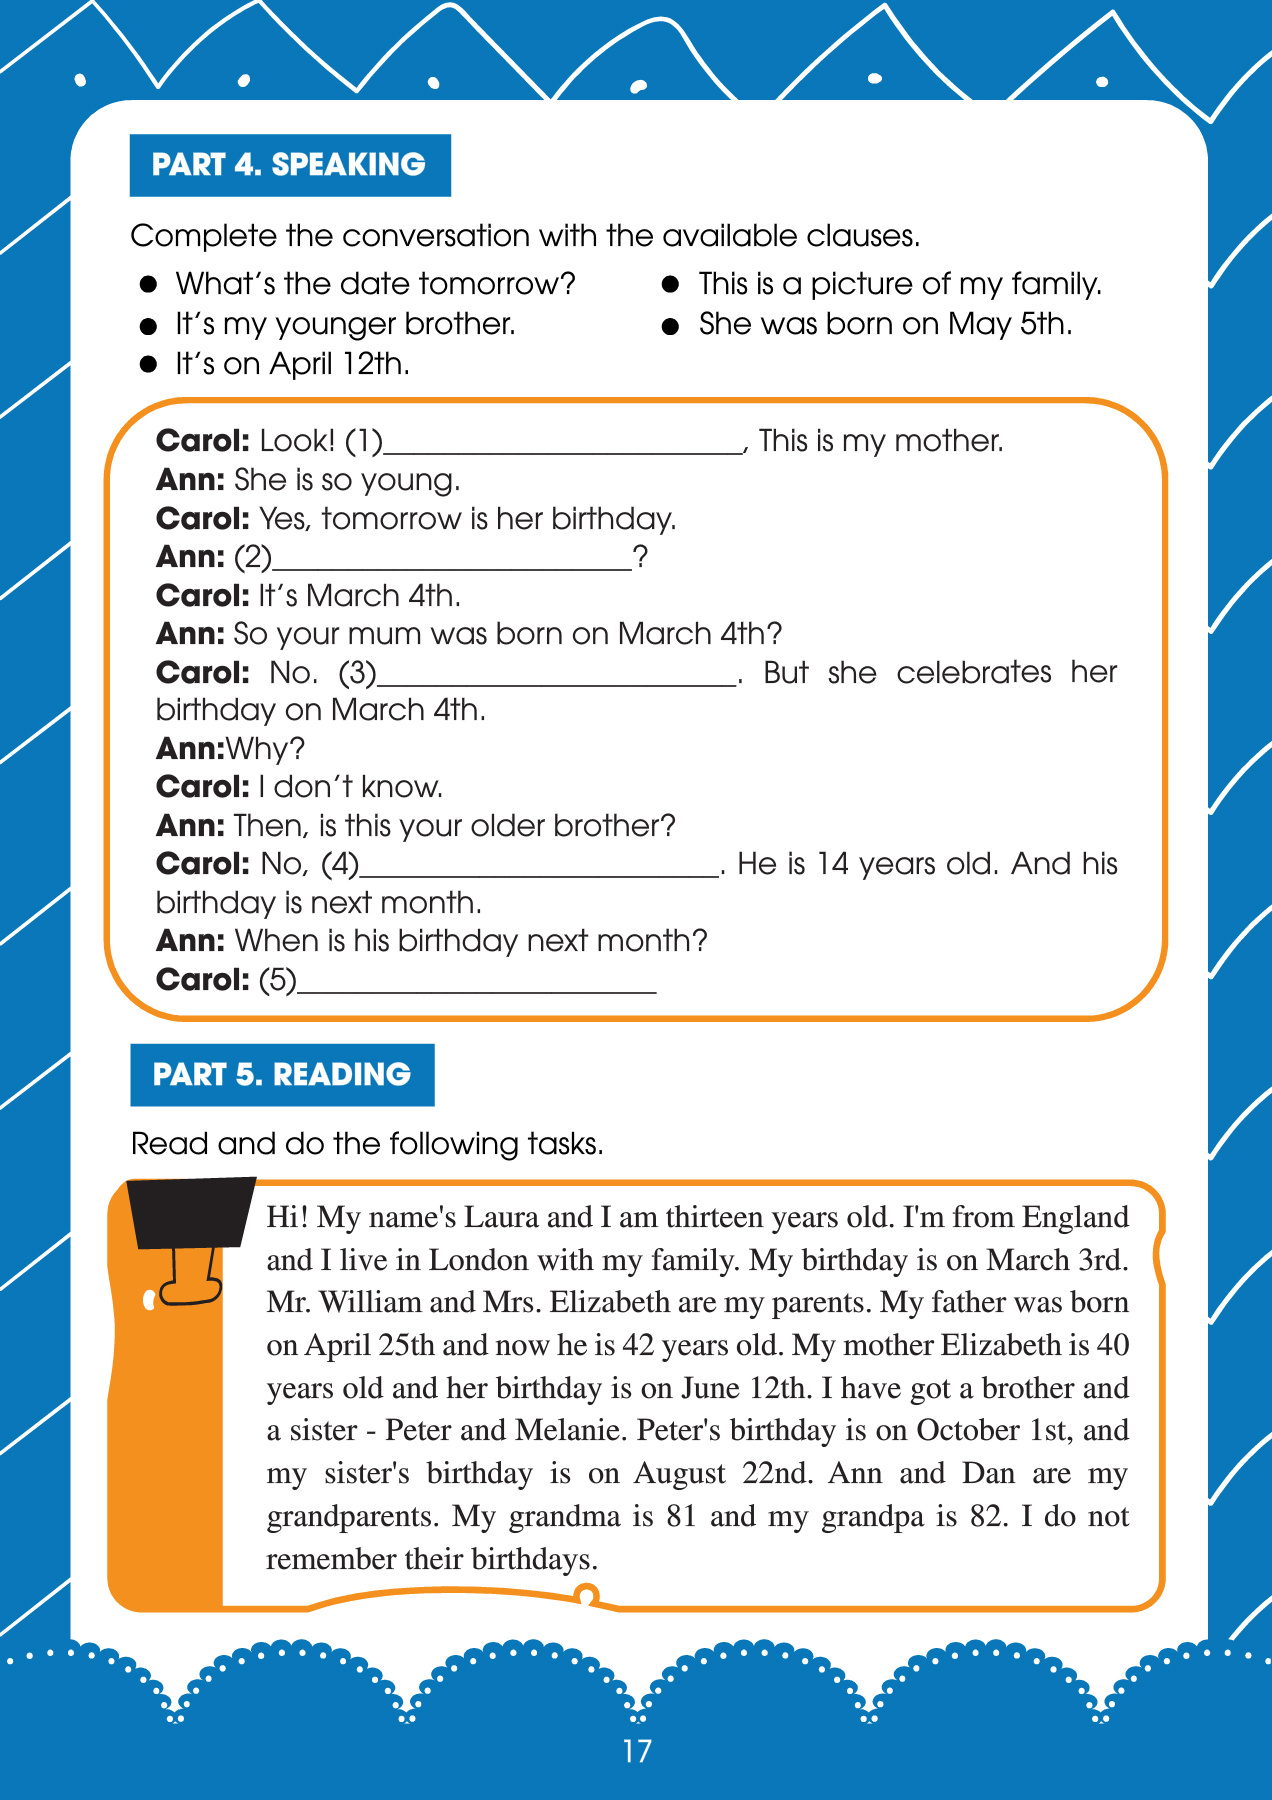 PART 4. SPEAKING
Complete the conversation with the available clauses.
● What's the date tomorrow?
● This is a picture of my family.
● It's my younger brother.
● She was born on May 5th.
● It's on April 12th.
Carol: Look! (1)________________________, This is my mother.
Ann: She is so young.
Carol: Yes, tomorrow is her birthday.
Ann: (2)________________________?
Carol: It's March 4th.
Ann: So your mum was born on March 4th?
Carol: No. (3)________________________. But she celebrates her
birthday on March 4th.
Ann:Why?
Carol: I don't know.
Ann: Then, is this your older brother?
Carol: No, (4)________________________. He is 14 years old. And his
birthday is next month.
Ann: When is his birthday next month?
Carol: (5)________________________
PART 5. READING
Read and do the following tasks.
Hi! My name's Laura and I am thirteen years old. I'm from England
and I live in London with my family. My birthday is on March 3rd.
Mr. William and Mrs. Elizabeth are my parents. My father was born
on April 25th and now he is 42 years old. My mother Elizabeth is 40
years old and her birthday is on June 12th. I have got a brother and
a sister - Peter and Melanie. Peter's birthday is on October 1st, and
my sister's birthday is on August 22nd. Ann and Dan are my
grandparents. My grandma is 81 and my grandpa is 82. I do not
remember their birthdays.
17